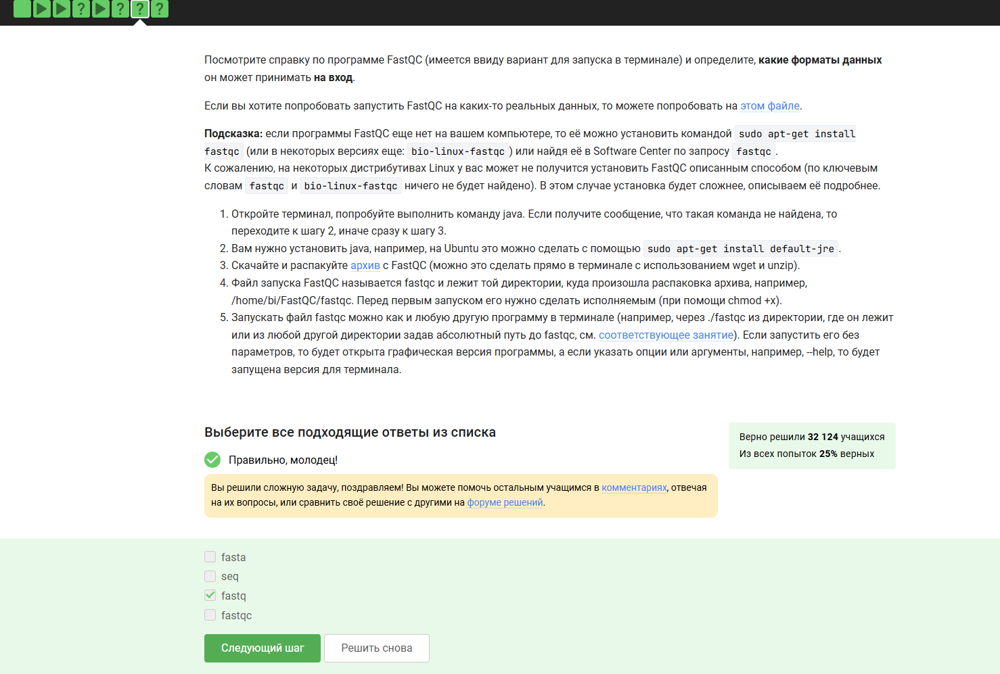 Посмотрите справку по программе FastQC (имеется ввиду вариант для запуска в терминале) и определите, какие форматы данных
он может принимать на вход.
Если вы хотите попробовать запустить FastQC на каких-то реальных данных, то можете попробовать на этом файле.
Подсказка: если программы FastQC еще нет на вашем компьютере, то её можно установить командой sudo apt-get install
fastqc (или в некоторых версиях еще: bio-linux-fastqc) или найдя её в Software Center по запросу fastqc.
К сожалению, на некоторых дистрибутивах Linux у вас может не получится установить FastQC описанным способом (по ключевым
словам fastqc и bio-linux-fastqc ничего не будет найдено). В этом случае установка будет сложнее, описываем её подробнее.
1. Откройте терминал, попробуйте выполнить команду java. Если получите сообщение, что такая команда не найдена, то
переходите к шагу 2, иначе сразу к шагу 3.
2. Вам нужно установить java, например, на Ubuntu это можно сделать с помощью sudo apt-get install default-jre.
3. Скачайте и распакуйте архив с FastQC (можно это сделать прямо в терминале с использованием wget и unzip).
4. Файл запуска FastQC называется fastqc и лежит той директории, куда произошла распаковка архива, например,
/home/bi/FastQC/fastqc. Перед первым запуском его нужно сделать исполняемым (при помощи chmod +x).
5. Запускать файл fastqc можно как и любую другую программу в терминале (например, через ./fastqc из директории, где он лежит
или из любой другой директории задав абсолютный путь до fastqc, см. соответствующее занятие). Если запустить его без
параметров, то будет открыта графическая версия программы, а если указать опции или аргументы, например, --help, то будет
запущена версия для терминала.
Выберите все подходящие ответы из списка
Верно решили 32 124 учащихся
Из всех попыток 25% верных
Правильно, молодец!
Вы решили сложную задачу, поздравляем! Вы можете помочь остальным учащимся в комментариях, отвечая
на их вопросы, или сравнить своё решение с другими на форуме решений.
fasta
seq
fastq
fastqc
Следующий шаг
Решить снова